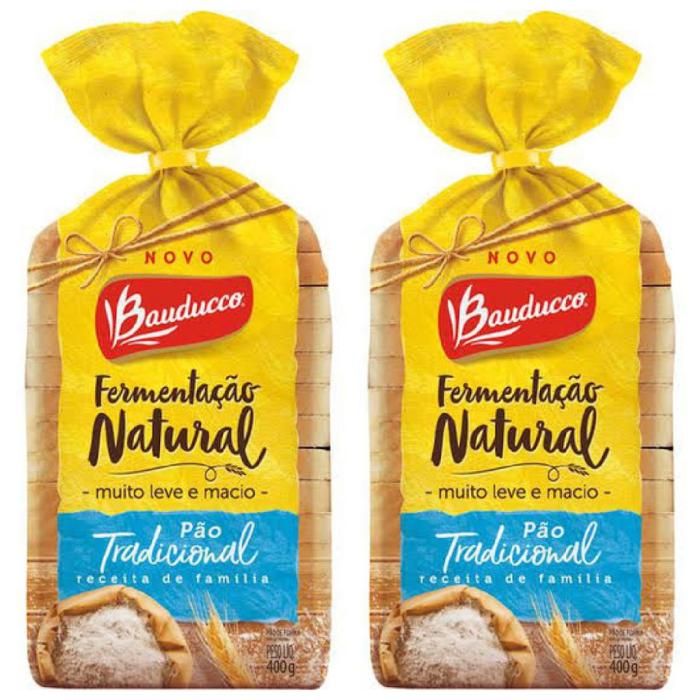 NOVO
Bauducco
Fermentação
Natural
- muito leve e macio -
Pão
Tradicional
receita de família
PESO LÍQ.
400g
NOVO
Bauducco
Fermentação
Natural
- muito leve e macio -
Pão
Tradicional
receita de família
PESO LÍQ.
400g